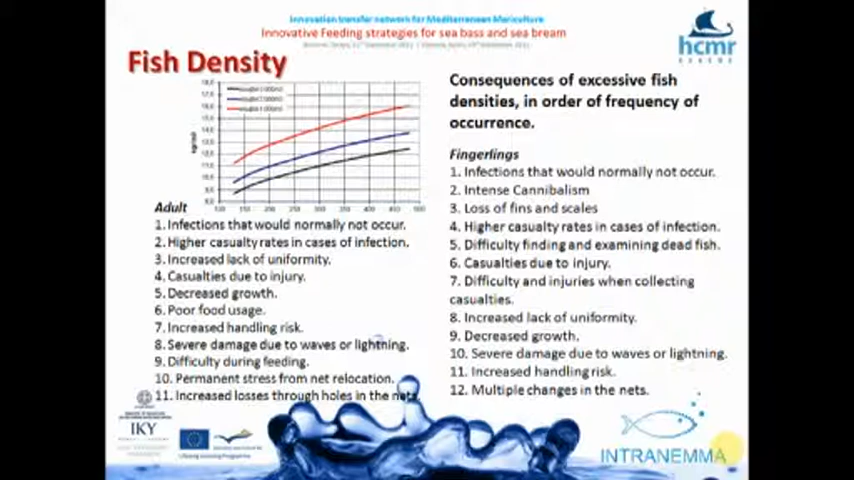 Innovation transfer network for Mediterranean Mariculture
Innovative Feeding strategies for sea bass and sea bream
hcmr
Fish Density
Consequences of excessive fish
densities, in order of frequency of
occurrence.
Fingerlings
1. Infections that would normally not occur.
2. Intense Cannibalism
3. Loss of fins and scales
4. Higher casualty rates in cases of infection.
5. Difficulty finding and examining dead fish.
6. Casualties due to injury.
7. Difficulty and injuries when collecting
casualties.
8. Increased lack of uniformity.
9. Decreased growth.
10. Severe damage due to waves or lightning.
11. Increased handling risk.
12. Multiple changes in the nets.
Adult
1. Infections that would normally not occur.
2. Higher casualty rates in cases of infection.
3. Increased lack of uniformity.
4. Casualties due to injury.
5. Decreased growth.
6. Poor food usage.
7. Increased handling risk.
8. Severe damage due to waves or lightning.
9. Difficulty during feeding.
10. Permanent stress from net relocation.
11. Increased losses through holes in the nets.
IKY
Lifelong Learning Programme
INTRANEMMA